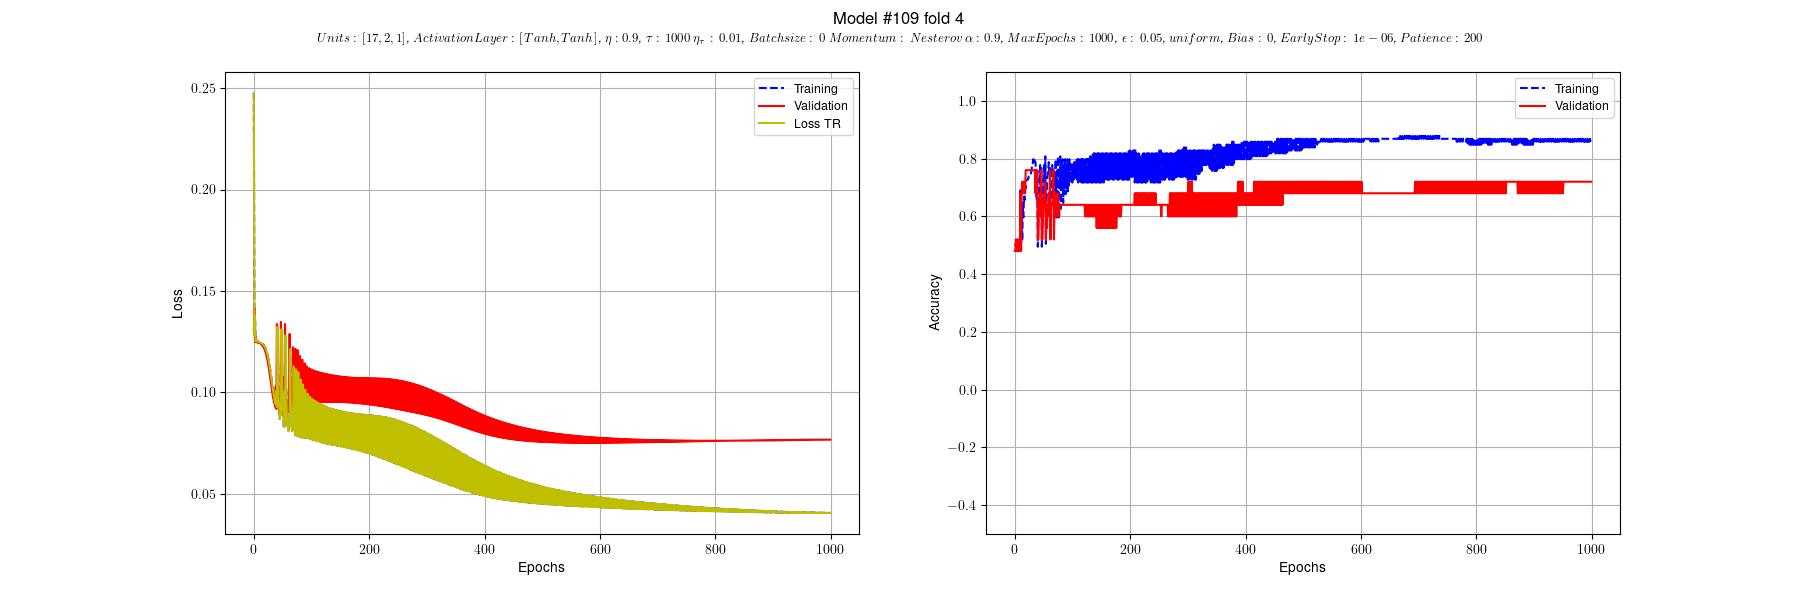 Model #109 fold 4
Units : [17, 2, 1], ActivationLayer : [Tanh, Tanh], η : 0.9, τ : 1000 η_τ : 0.01, Batchsize : 0 Momentum : Nesterov α : 0.9, MaxEpochs : 1000, ϵ : 0.05, uniform, Bias : 0, EarlyStop : 1e − 06, Patience : 200
0.25
0.20
0.15
0.10
0.05
Loss
Training
Validation
Loss TR
0 200 400 600 800 1000
Epochs
1.0
0.8
0.6
0.4
0.2
0.0
−0.2
−0.4
Accuracy
Training
Validation
0 200 400 600 800 1000
Epochs